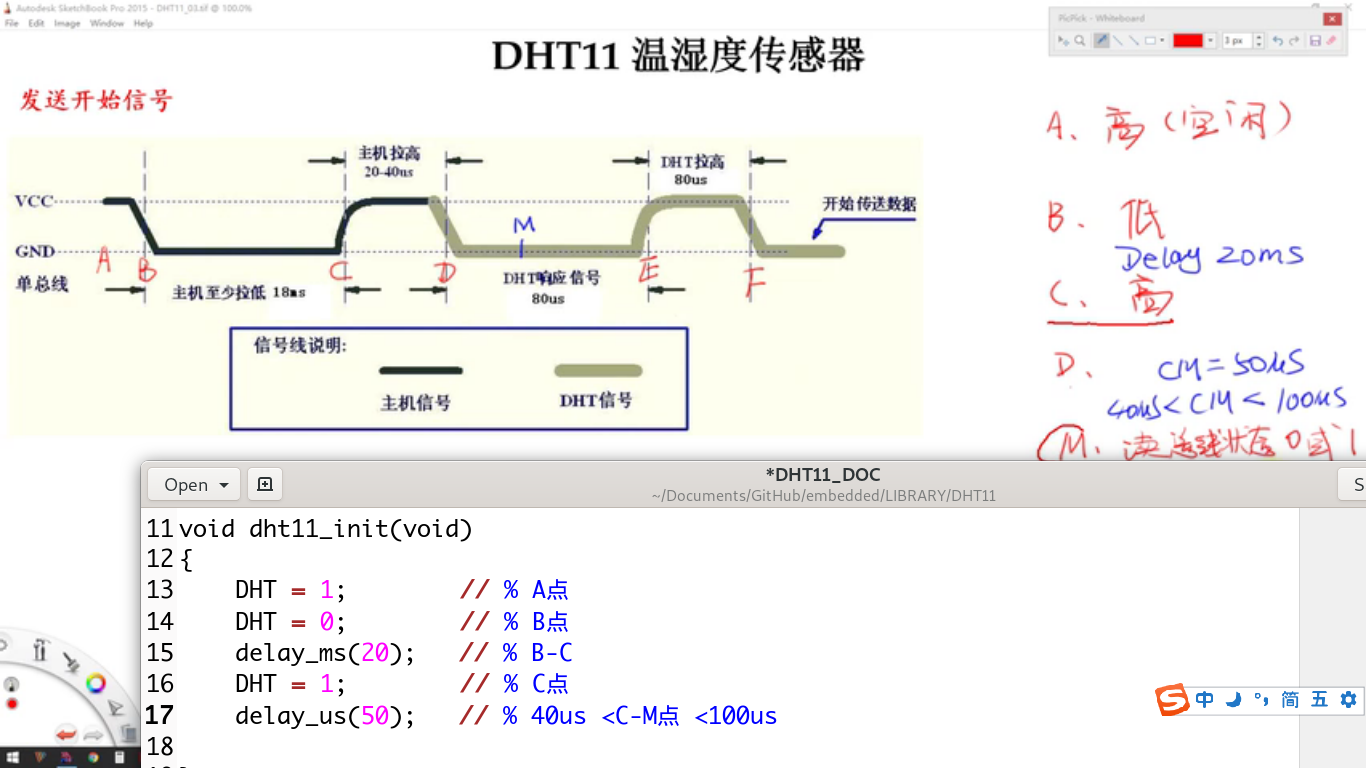 Autodesk SketchBook Pro 2015 - DHT11_03.tif @ 100.0%
File Edit Image Window Help
PicPick - Whiteboard
3 px
DHT11 温湿度传感器
发送开始信号
A、高（空闲）
主机拉高
20-40us
DHT拉高
80us
VCC
M
开始传送数据
B. 低
Delay 20ms
GND
A B C D E F
单总线
主机至少拉低 18ms
DHT响应信号
80us
C、高
信号线说明:
主机信号
DHT信号
D、 CM=50us
40us<CM<100us
M、读总线状态0或1
Open
*DHT11_DOC
~/Documents/GitHub/embedded/LIBRARY/DHT11
S
11 void dht11_init(void)
12 {
13 DHT = 1; // % A点
14 DHT = 0; // % B点
15 delay_ms(20); // % B-C
16 DHT = 1; // % C点
17 delay_us(50); // % 40us <C-M点 <100us
18
中 简 五